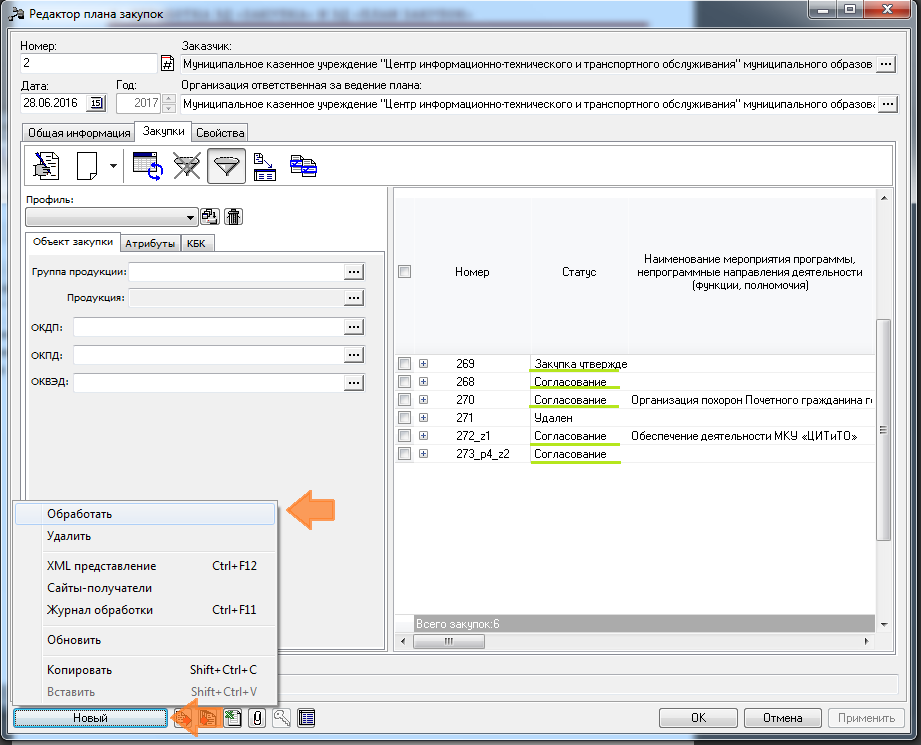 Редактор плана закупок
Номер:
Заказчик:
2
Муниципальное казенное учреждение "Центр информационно-технического и транспортного обслуживания" муниципального образов
Дата:
Год:
Организация ответственная за ведение плана:
28.06.2016
15
2017
Муниципальное казенное учреждение "Центр информационно-технического и транспортного обслуживания" муниципального образова
Общая информация
Закупки
Свойства
Профиль:
Объект закупки
Атрибуты
КБК
Группа продукции:
Продукция:
ОКДП:
ОКПД:
ОКВЭД:
Номер
Статус
Наименование мероприятия программы,
непрограммные направления деятельности
(функции, полномочия)
269 Закупка утвержде
268 Согласование
270 Согласование Организация похорон Почетного гражданина г
271 Удален
272_z1 Согласование Обеспечение деятельности МКУ «ЦИТиТО»
273_p4_z2 Согласование
Всего закупок:6
Обработать
Удалить
XML представление Ctrl+F12
Сайты-получатели
Журнал обработки Ctrl+F11
Обновить
Копировать Shift+Ctrl+C
Вставить Shift+Ctrl+V
Новый
OK
Отмена
Применить